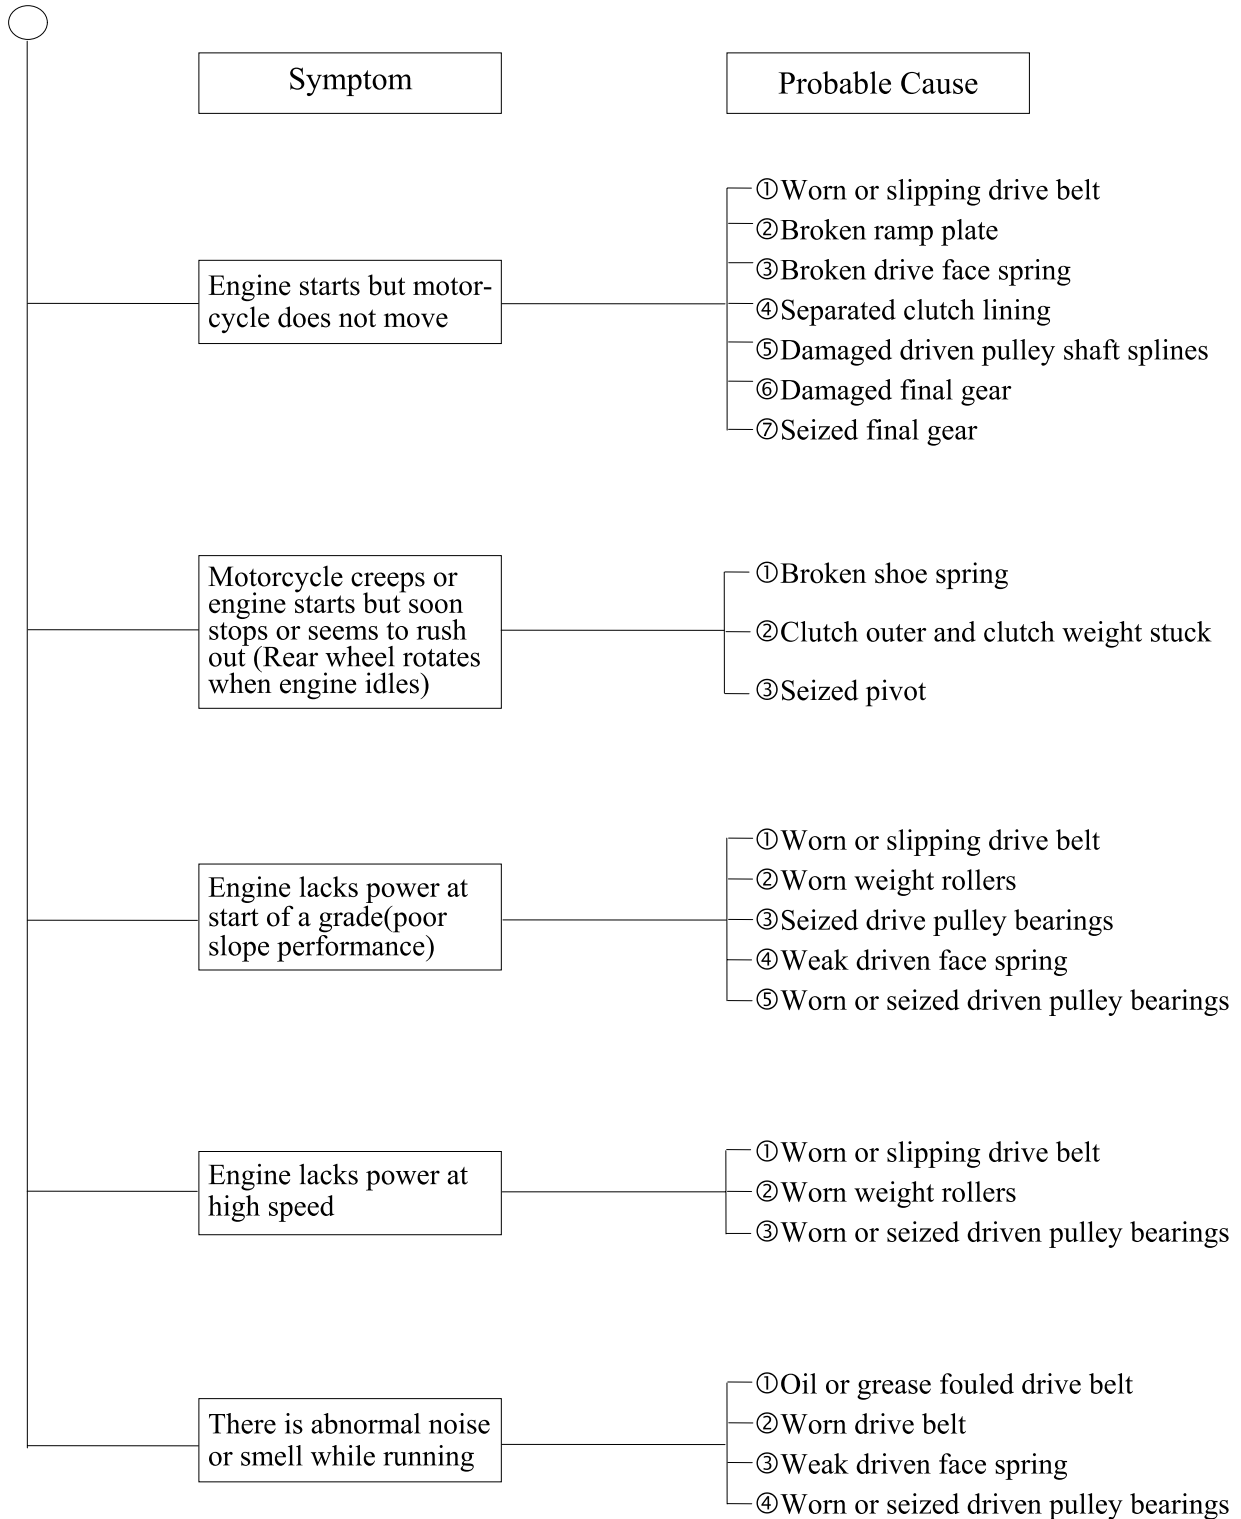 Symptom
Probable Cause
Engine starts but motor-
cycle does not move
①Worn or slipping drive belt
②Broken ramp plate
③Broken drive face spring
④Separated clutch lining
⑤Damaged driven pulley shaft splines
⑥Damaged final gear
⑦Seized final gear
Motorcycle creeps or
engine starts but soon
stops or seems to rush
out (Rear wheel rotates
when engine idles)
①Broken shoe spring
②Clutch outer and clutch weight stuck
③Seized pivot
Engine lacks power at
start of a grade(poor
slope performance)
①Worn or slipping drive belt
②Worn weight rollers
③Seized drive pulley bearings
④Weak driven face spring
⑤Worn or seized driven pulley bearings
Engine lacks power at
high speed
①Worn or slipping drive belt
②Worn weight rollers
③Worn or seized driven pulley bearings
There is abnormal noise
or smell while running
①Oil or grease fouled drive belt
②Worn drive belt
③Weak driven face spring
④Worn or seized driven pulley bearings